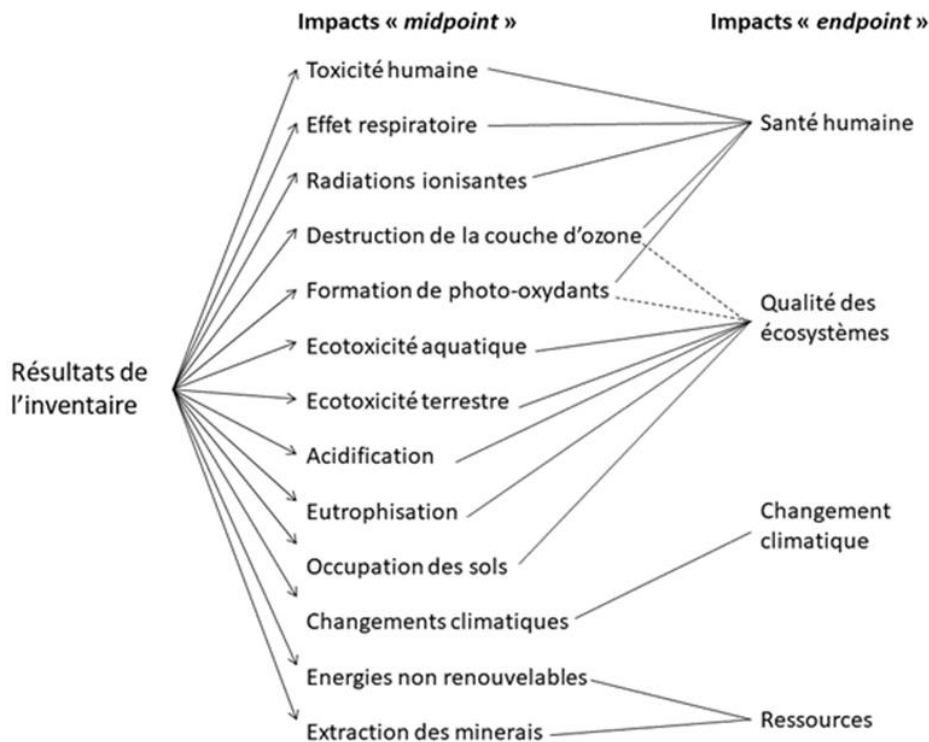 Impacts « midpoint »
Impacts « endpoint »
Toxicité humaine
Effet respiratoire
Santé humaine
Radiations ionisantes
Destruction de la couche d'ozone
Formation de photo-oxydants
Qualité des
écosystèmes
Ecotoxicité aquatique
Résultats de
l'inventaire
Ecotoxicité terrestre
Acidification
Eutrophisation
Changement
climatique
Occupation des sols
Changements climatiques
Energies non renouvelables
Extraction des minerais
Ressources